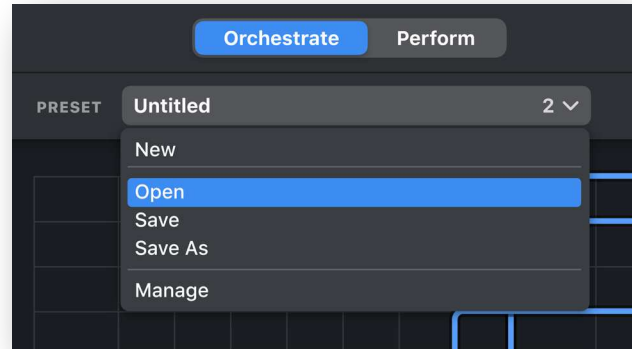 Orchestrate Perform
PRESET Untitled 2
New
Open
Save
Save As
Manage